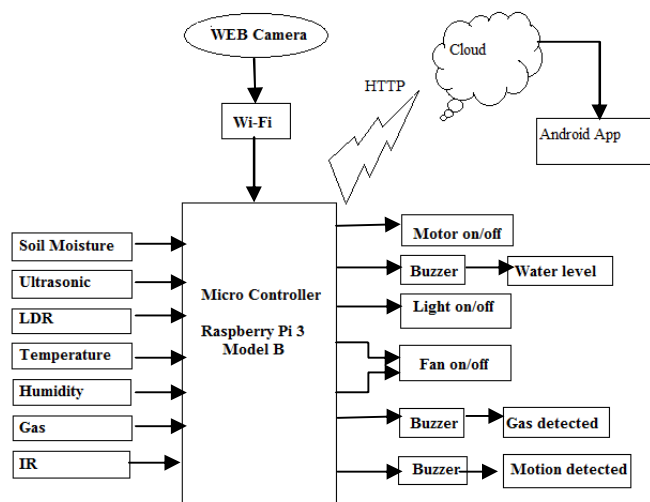 WEB Camera
Cloud
HTTP
Wi-Fi
Android App
Soil Moisture
Ultrasonic
LDR
Temperature
Humidity
Gas
IR
Micro Controller
Raspberry Pi 3
Model B
Motor on/off
Buzzer
Water level
Light on/off
Fan on/off
Buzzer
Gas detected
Buzzer
Motion detected